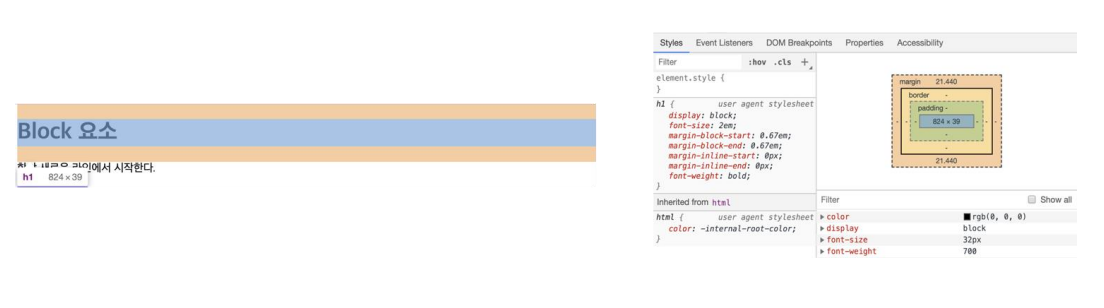 Block 요소
새로운 라인에서 시작한다.
h1 824 × 39
Styles Event Listeners DOM Breakpoints Properties Accessibility
Filter :hov .cls +
element.style {
}
h1 { user agent stylesheet
display: block;
font-size: 2em;
margin-block-start: 0.67em;
margin-block-end: 0.67em;
margin-inline-start: 0px;
margin-inline-end: 0px;
font-weight: bold;
}
Inherited from html
html { user agent stylesheet
color: -internal-root-color;
}
margin 21.440
border -
padding -
- - - 824 × 39 - - -
-
-
21.440
Filter Show all
color rgb(0, 0, 0)
display block
font-size 32px
font-weight 700